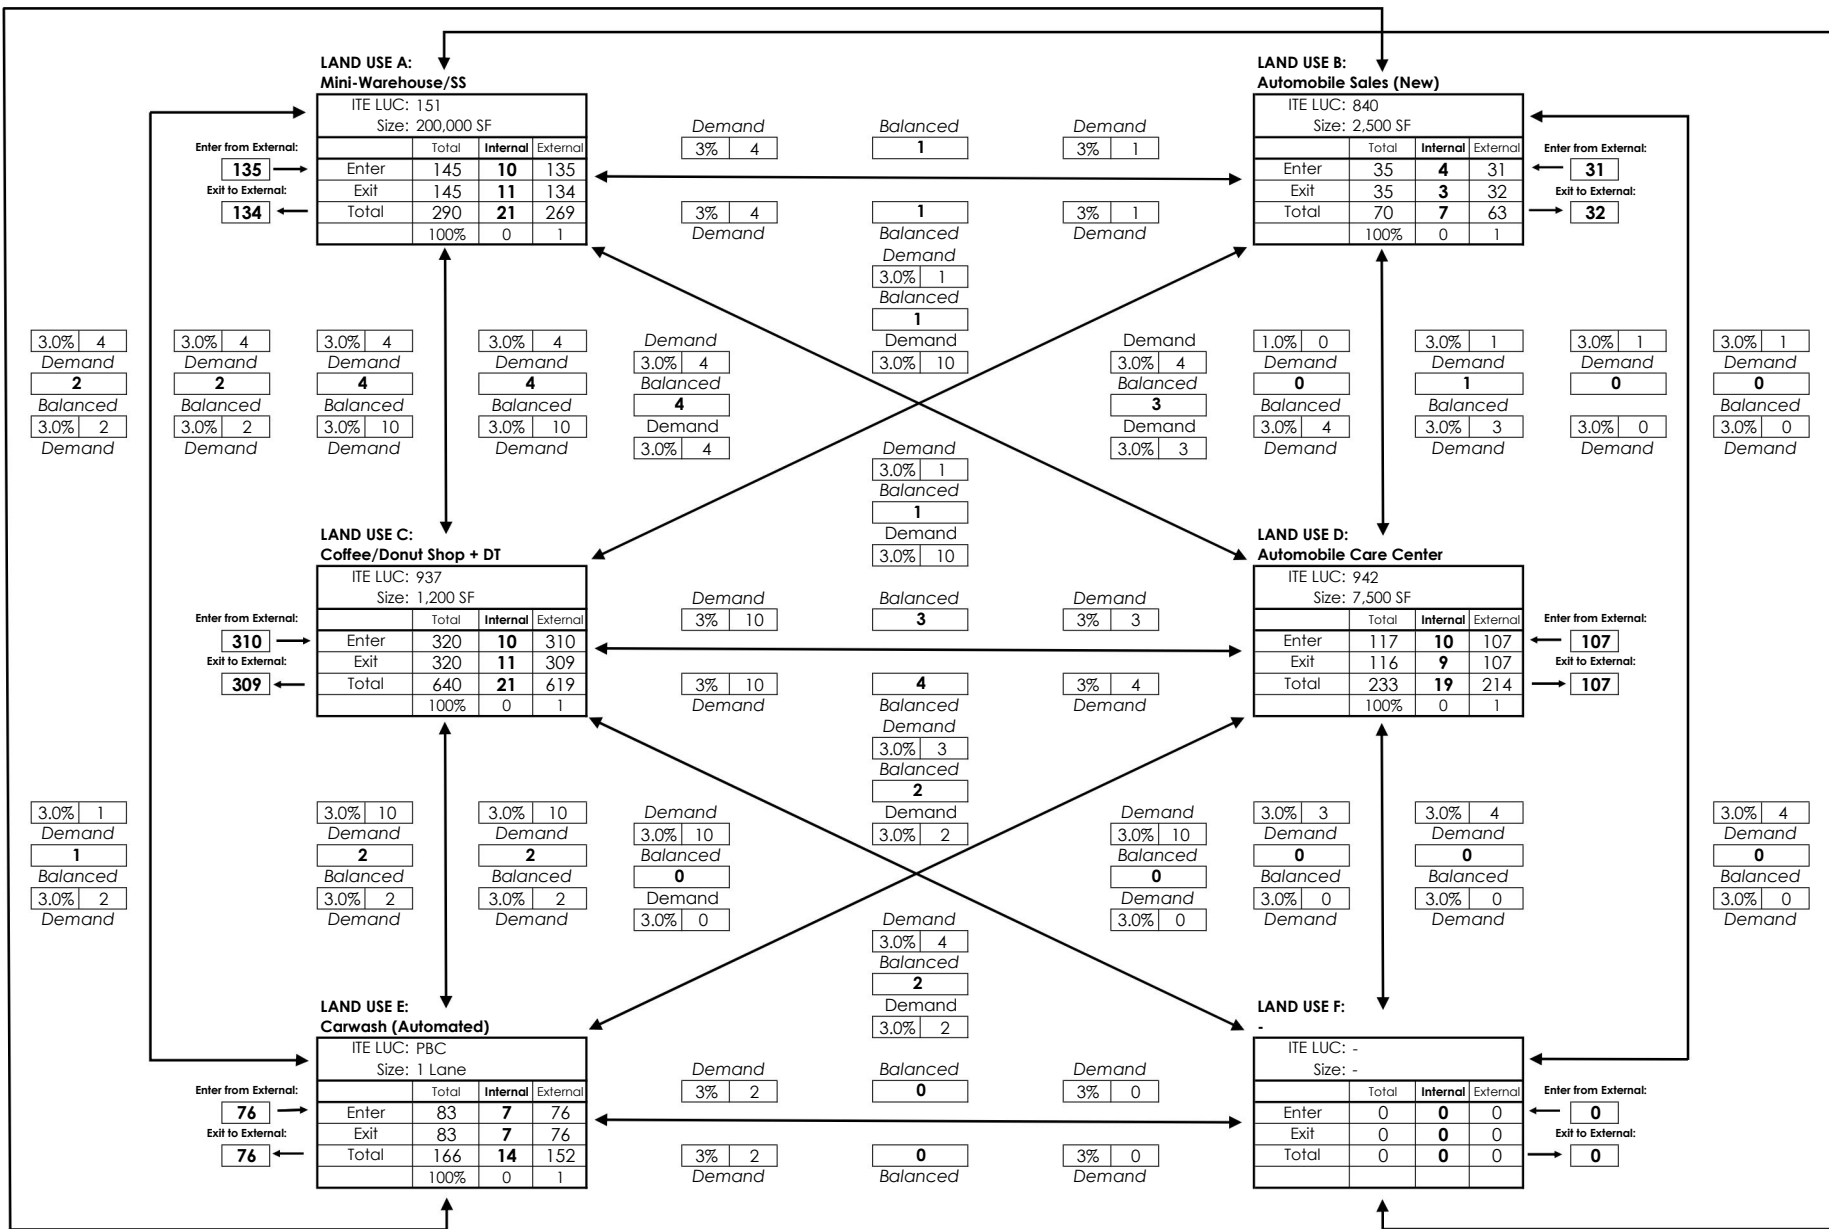 LAND USE A:
Mini-Warehouse/SS
ITE LUC: 151
Size: 200,000 SF
Total Internal External
Enter 145 10 135
Exit 145 11 134
Total 290 21 269
100% 0 1
Enter from External:
135
Exit to External:
134
Demand Balanced Demand
3% 4 1 3% 1
3% 4 1 3% 1
Demand Balanced Demand
LAND USE B:
Automobile Sales (New)
ITE LUC: 840
Size: 2,500 SF
Total Internal External
Enter 35 4 31
Exit 35 3 32
Total 70 7 63
100% 0 1
Enter from External:
31
Exit to External:
32
Demand
3.0% 1
Balanced
1
Demand
3.0% 10
3.0% 4
Demand
2
Balanced
3.0% 2
Demand
3.0% 4
Demand
2
Balanced
3.0% 2
Demand
3.0% 4
Demand
4
Balanced
3.0% 10
Demand
3.0% 4
Demand
4
Balanced
3.0% 10
Demand
Demand
3.0% 4
Balanced
4
Demand
3.0% 4
Demand
3.0% 4
Balanced
3
Demand
3.0% 3
1.0% 0
Demand
0
Balanced
3.0% 4
Demand
3.0% 1
Demand
1
Balanced
3.0% 3
Demand
3.0% 1
Demand
0
3.0% 0
Demand
3.0% 1
Demand
0
Balanced
3.0% 0
Demand
Demand
3.0% 1
Balanced
1
Demand
3.0% 10
LAND USE C:
Coffee/Donut Shop + DT
ITE LUC: 937
Size: 1,200 SF
Total Internal External
Enter 320 10 310
Exit 320 11 309
Total 640 21 619
100% 0 1
Enter from External:
310
Exit to External:
309
Demand Balanced Demand
3% 10 3 3% 3
3% 10 4 3% 4
Demand Balanced Demand
LAND USE D:
Automobile Care Center
ITE LUC: 942
Size: 7,500 SF
Total Internal External
Enter 117 10 107
Exit 116 9 107
Total 233 19 214
100% 0 1
Enter from External:
107
Exit to External:
107
Demand
3.0% 3
Balanced
2
Demand
3.0% 2
3.0% 1
Demand
1
Balanced
3.0% 2
Demand
3.0% 10
Demand
2
Balanced
3.0% 2
Demand
3.0% 10
Demand
2
Balanced
3.0% 2
Demand
Demand
3.0% 10
Balanced
0
Demand
3.0% 0
Demand
3.0% 10
Balanced
0
Demand
3.0% 0
3.0% 3
Demand
0
Balanced
3.0% 0
Demand
3.0% 4
Demand
0
Balanced
3.0% 0
Demand
3.0% 4
Demand
0
Balanced
3.0% 0
Demand
Demand
3.0% 4
Balanced
2
Demand
3.0% 2
LAND USE E:
Carwash (Automated)
ITE LUC: PBC
Size: 1 Lane
Total Internal External
Enter 83 7 76
Exit 83 7 76
Total 166 14 152
100% 0 1
Enter from External:
76
Exit to External:
76
Demand Balanced Demand
3% 2 0 3% 0
3% 2 0 3% 0
Demand Balanced Demand
LAND USE F:
-
ITE LUC: -
Size: -
Total Internal External
Enter 0 0 0
Exit 0 0 0
Total 0 0 0
Enter from External:
0
Exit to External:
0